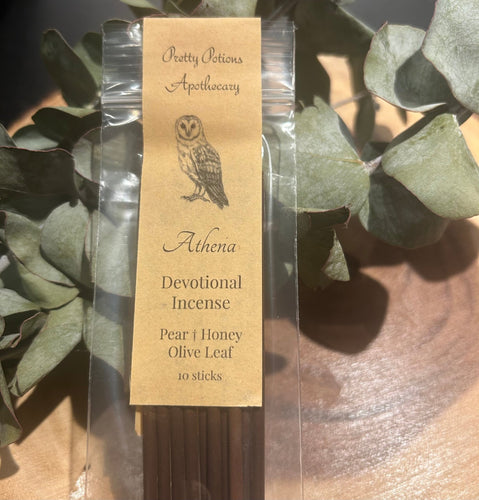 Pretty Potions
Apothecary
Athena
Devotional
Incense
Pear † Honey
Olive Leaf
10 sticks